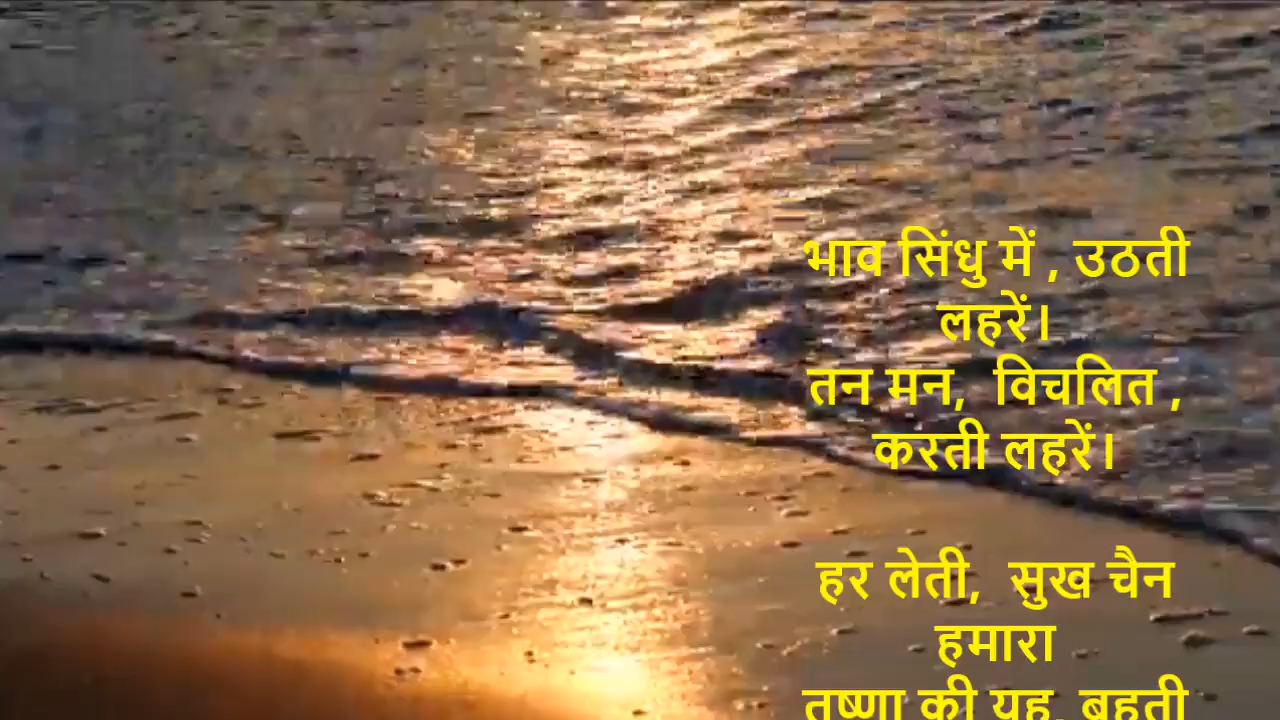 भाव सिंधु में , उठती
लहरें।
तन मन,  विचलित ,
करती लहरें।
हर लेती,  सुख चैन
हमारा
तृष्णा की यह, बहती